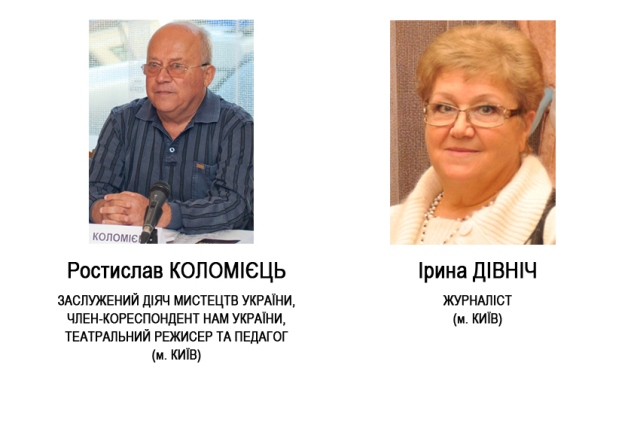 КОЛОМІЄЦ
Ростислав КОЛОМІЄЦЬ
ЗАСЛУЖЕНИЙ ДІЯЧ МИСТЕЦТВ УКРАЇНИ,
ЧЛЕН-КОРЕСПОНДЕНТ НАМ УКРАЇНИ,
ТЕАТРАЛЬНИЙ РЕЖИСЕР ТА ПЕДАГОГ
(м. КИЇВ)
Ірина ДІВНІЧ
ЖУРНАЛІСТ
(м. КИЇВ)